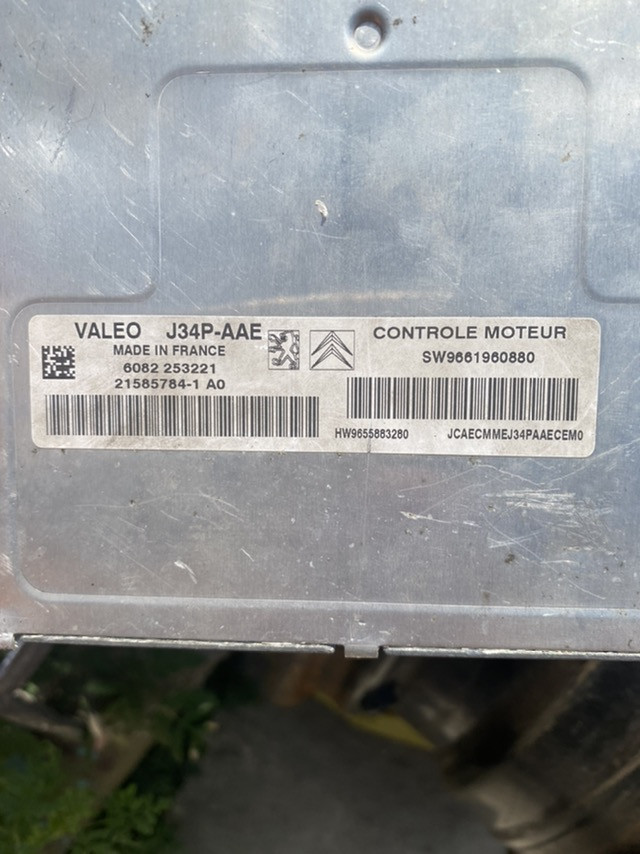 VALEO J34P-AAE
MADE IN FRANCE
6082 253221
21585784-1 A0
CONTROLE MOTEUR
SW9661960880
HW9655883280 JCAECMMEJ34PAAECEM0